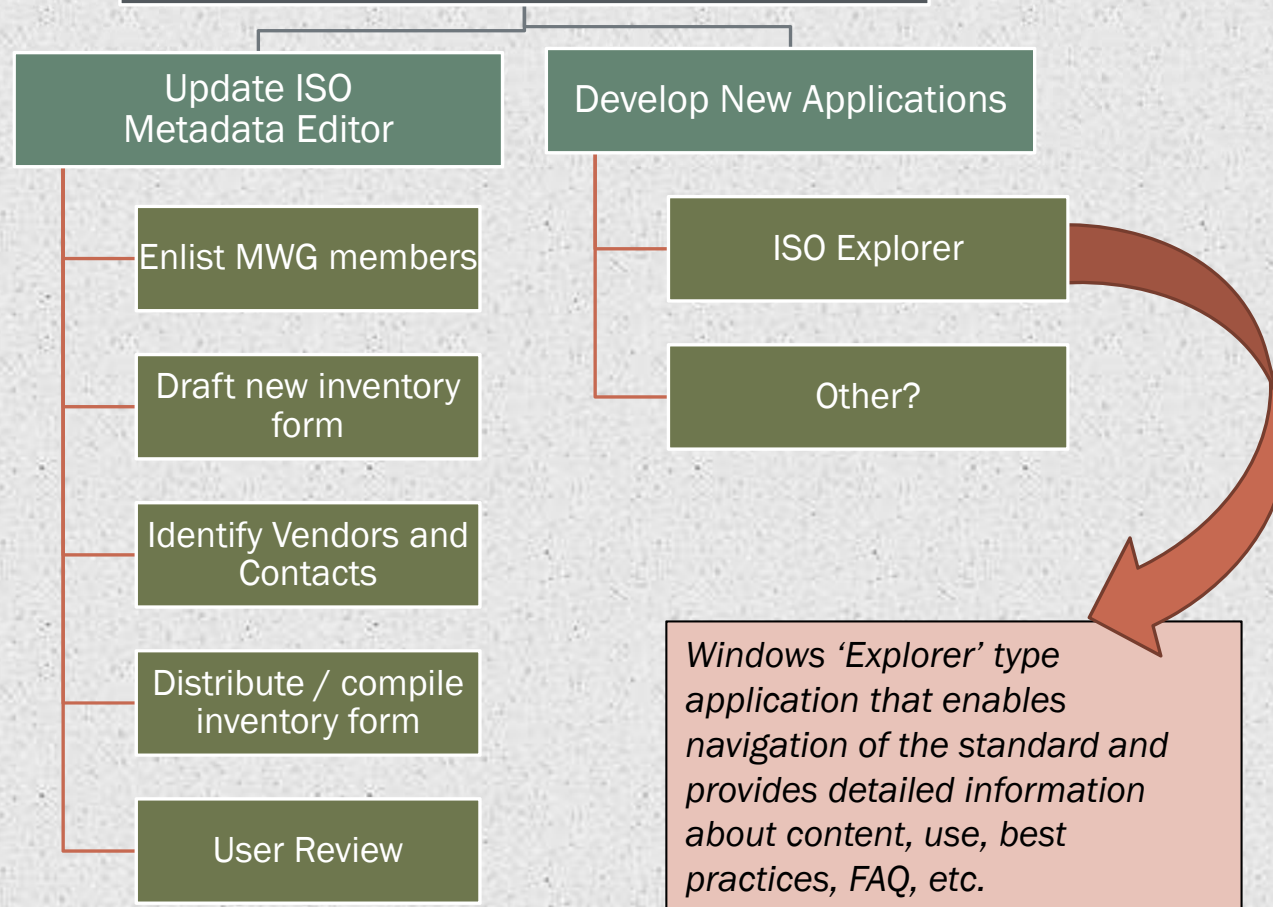 Update ISO
Metadata Editor
Develop New Applications
Enlist MWG members
ISO Explorer
Draft new inventory
form
Other?
Identify Vendors and
Contacts
Distribute / compile
inventory form
User Review
Windows ‘Explorer’ type
application that enables
navigation of the standard and
provides detailed information
about content, use, best
practices, FAQ, etc.